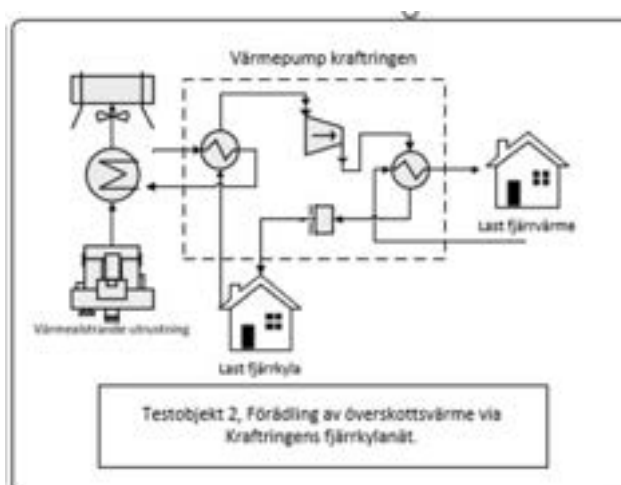 Värmepump kraftringen
Last fjärrvärme
Värmealstrande utrustning
Last fjärrkyla
Testobjekt 2, Förädling av överskottsvärme via
Kraftringens fjärrkylanät.